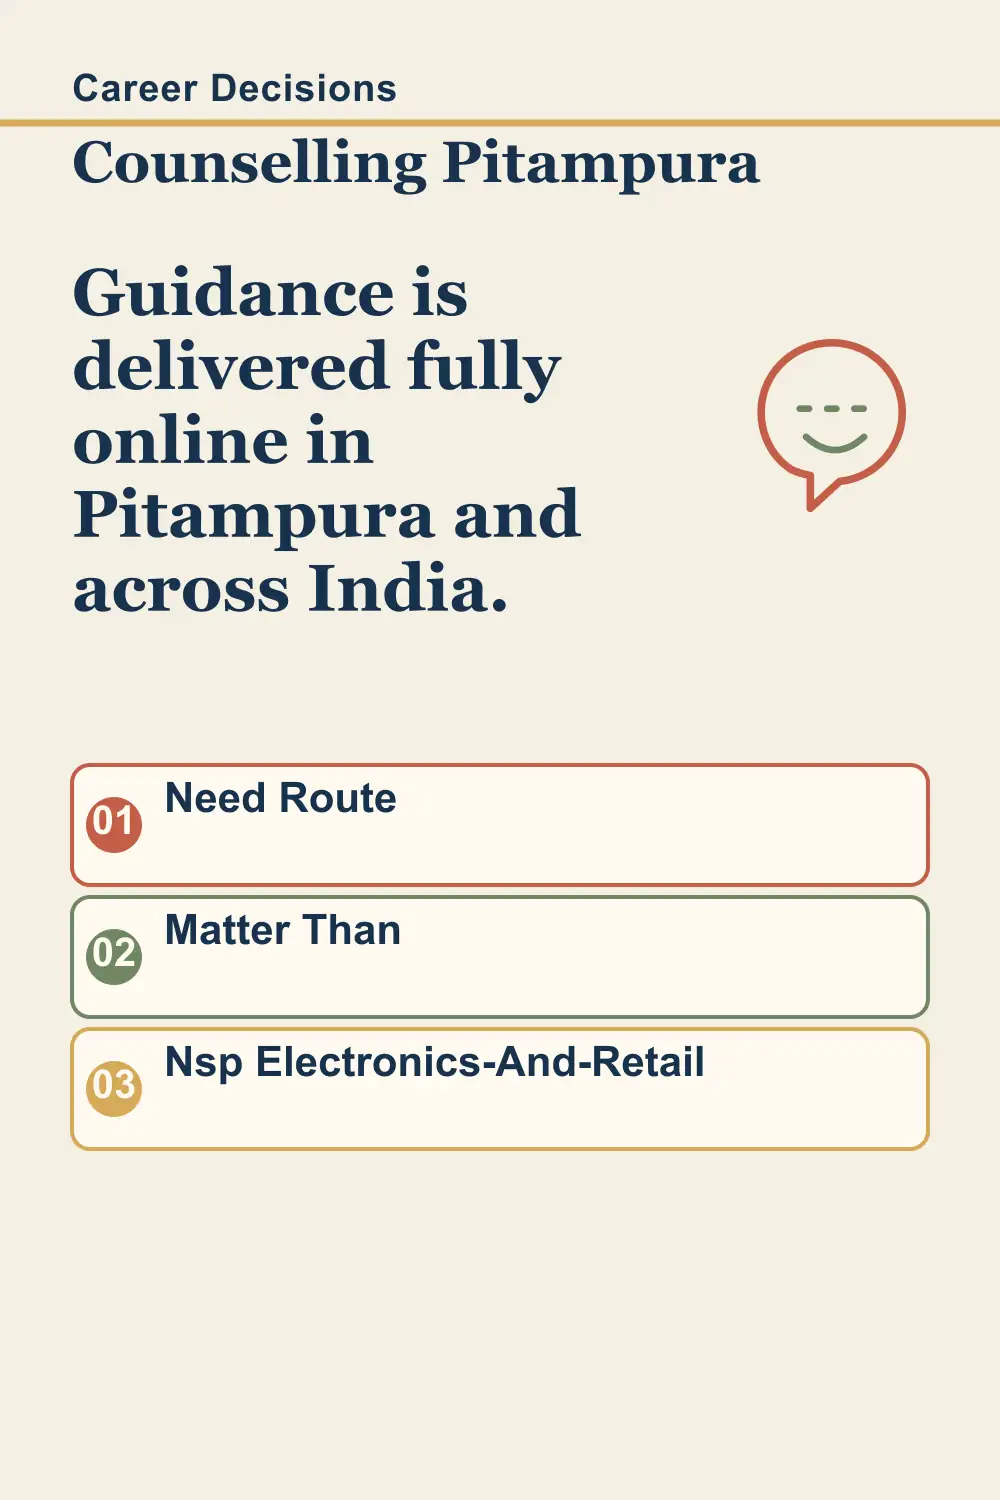 Career Decisions
Counselling Pitampura
Guidance is
delivered fully
online in
Pitampura and
across India.
01
Need Route
02
Matter Than
03
Nsp Electronics-And-Retail